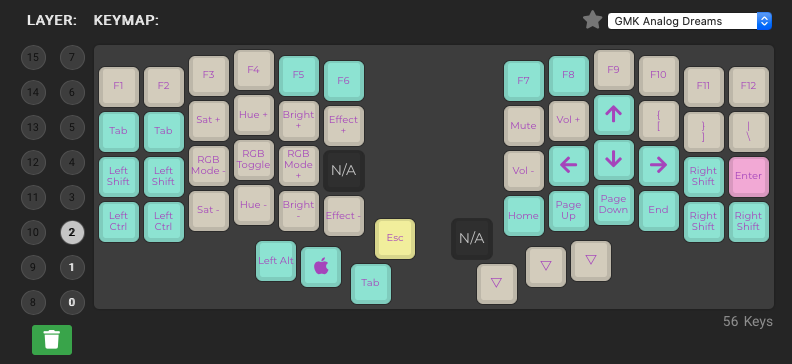 LAYER: KEYMAP: GMK Analog Dreams
15 7
14 6
13 5
12 4
11 3
10 2
9 1
8 0
F1 F2 F3 F4 F5 F6 F7 F8 F9 F10 F11 F12
Tab Tab Sat + Hue + Bright + Effect + Mute Vol + { [ } ] | \
Left Shift Left Shift RGB Mode - RGB Toggle RGB Mode + N/A Vol - Right Shift Enter
Left Ctrl Left Ctrl Sat - Hue - Bright - Effect - Home Page Up Page Down End Right Shift Right Shift
Esc N/A
Left Alt Tab
56 Keys